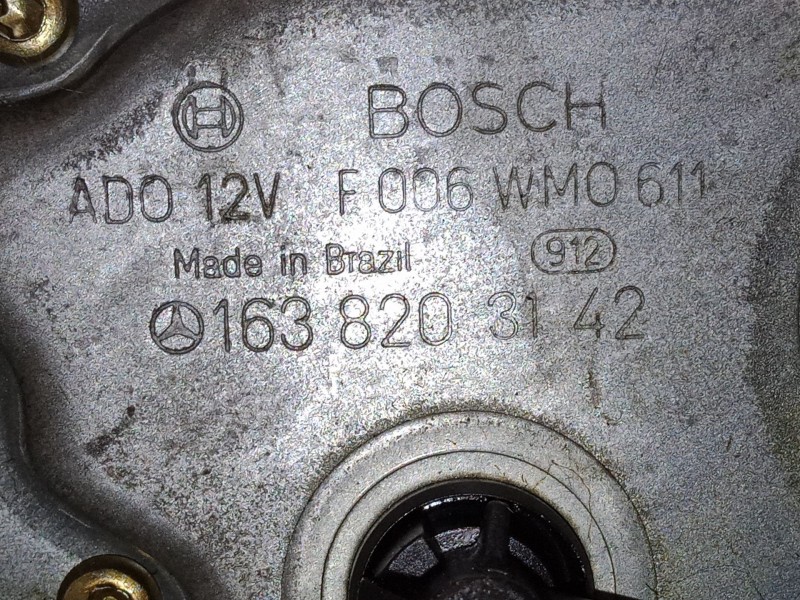 BOSCH
ADO 12V F 006 WM0 611
Made in Brazil 912
163 820 31 42